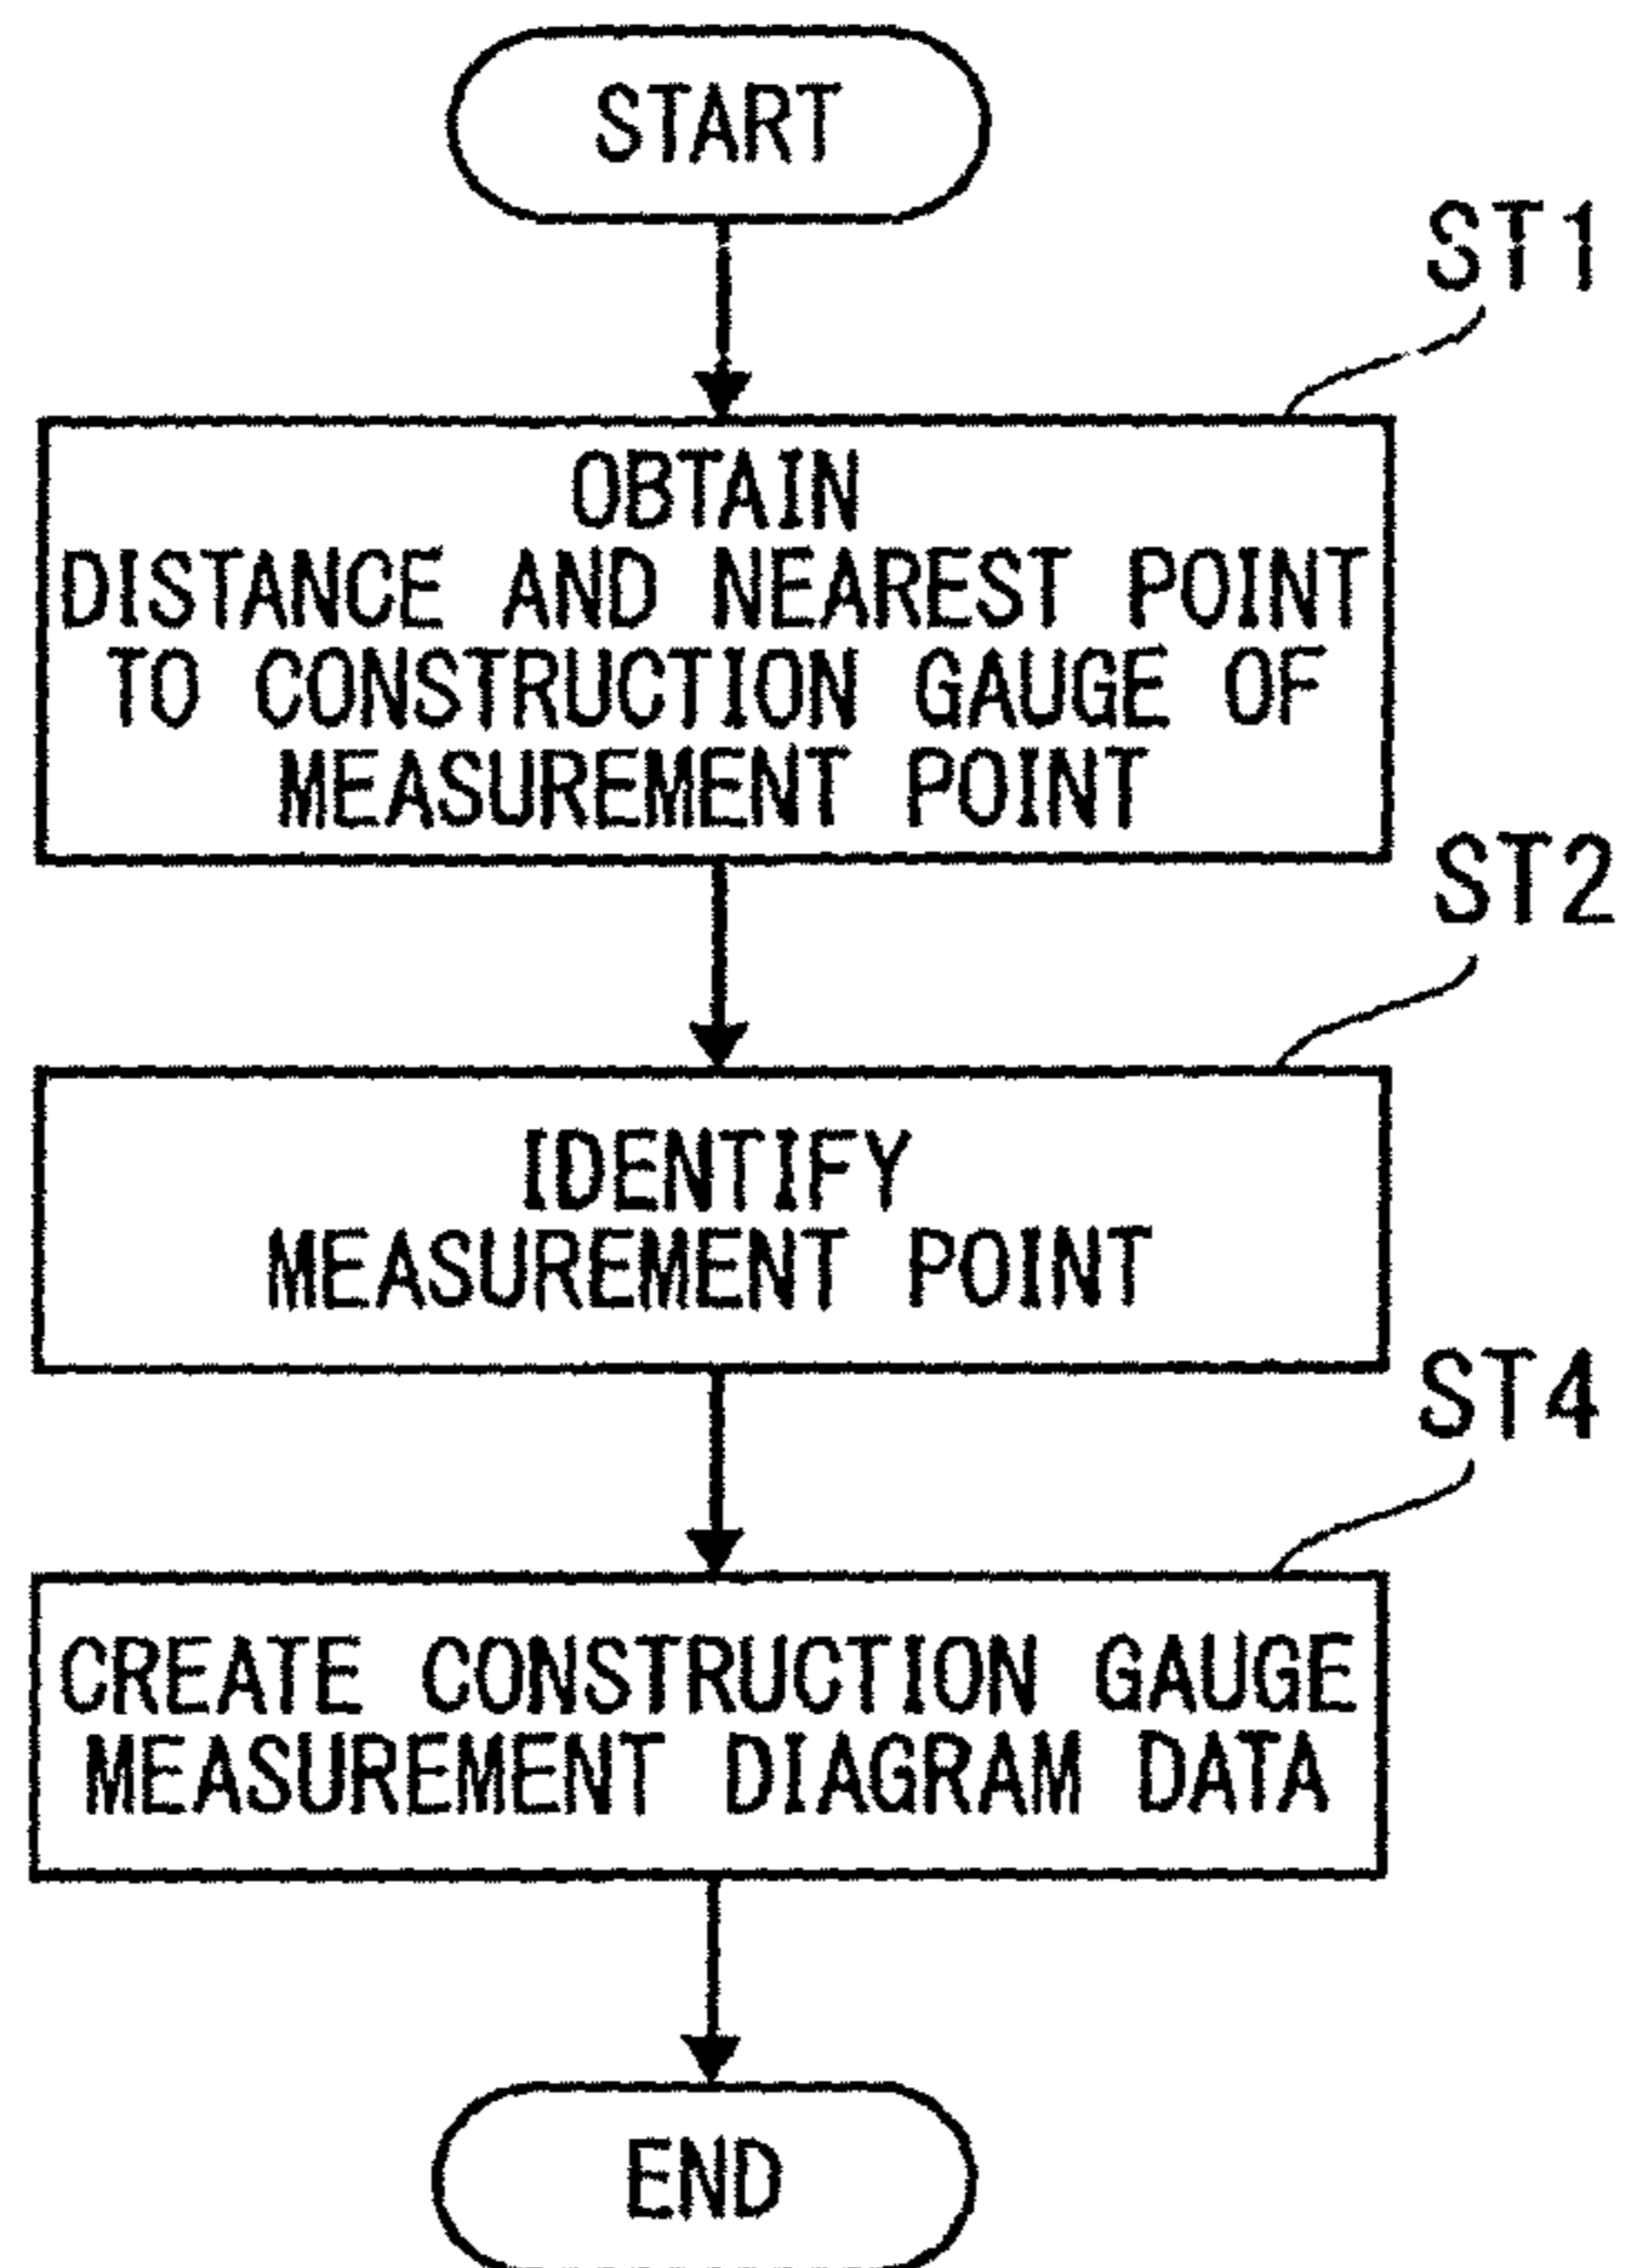 START
ST1
OBTAIN
DISTANCE AND NEAREST POINT
TO CONSTRUCTION GAUGE OF
MEASUREMENT POINT
ST2
IDENTIFY
MEASUREMENT POINT
ST4
CREATE CONSTRUCTION GAUGE
MEASUREMENT DIAGRAM DATA
END